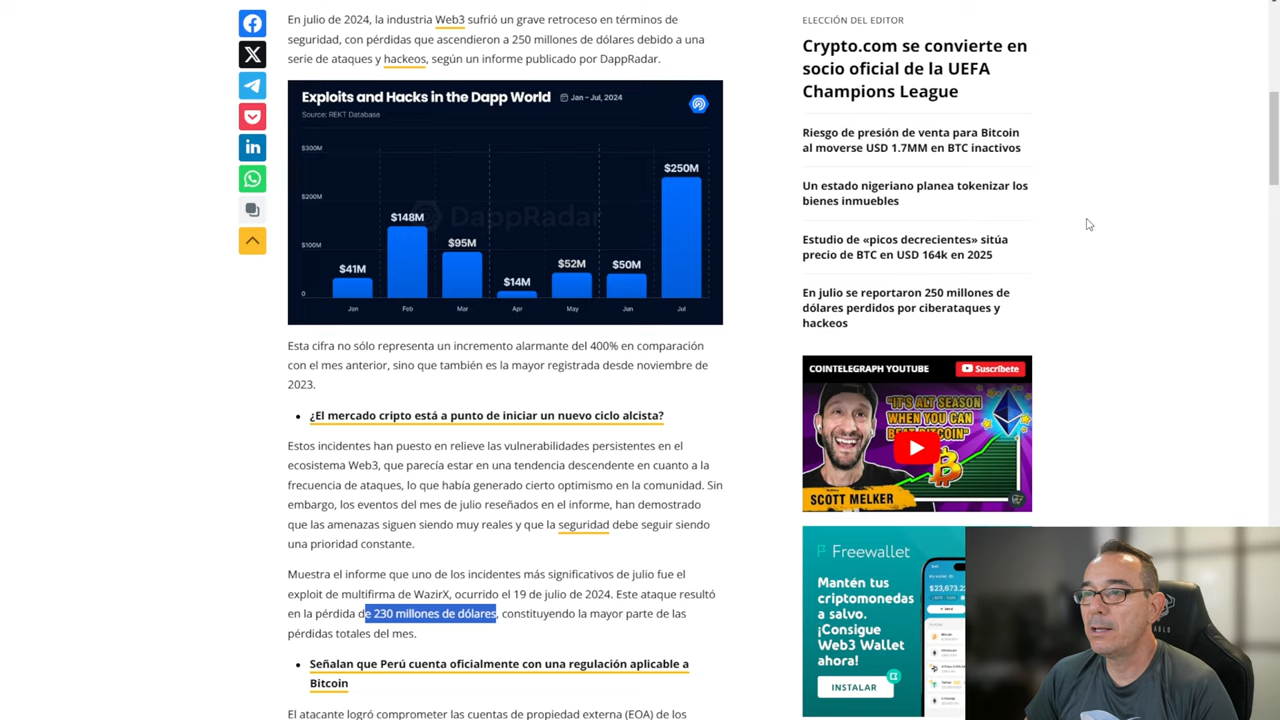 En julio de 2024, la industria Web3 sufrió un grave retroceso en términos de
seguridad, con pérdidas que ascendieron a 250 millones de dólares debido a una
serie de ataques y hackeos, según un informe publicado por DappRadar.
Exploits and Hacks in the Dapp World
Jan – Jul, 2024
Source: REKT Database
$300M
$200M
$100M
0
DappRadar
$41M
$148M
$95M
$14M
$52M
$50M
$250M
Jan
Feb
Mar
Apr
May
Jun
Jul
Esta cifra no sólo representa un incremento alarmante del 400% en comparación
con el mes anterior, sino que también es la mayor registrada desde noviembre de
2023.
• ¿El mercado cripto está a punto de iniciar un nuevo ciclo alcista?
Estos incidentes han puesto en relieve las vulnerabilidades persistentes en el
ecosistema Web3, que parecía estar en una tendencia descendente en cuanto a la
frecuencia de ataques, lo que había generado cierto optimismo en la comunidad. Sin
embargo, los eventos del mes de julio reseñados en el informe, han demostrado
que las amenazas siguen siendo muy reales y que la seguridad debe seguir siendo
una prioridad constante.
Muestra el informe que uno de los incidentes más significativos de julio fue el
exploit de multifirma de WazirX, ocurrido el 19 de julio de 2024. Este ataque resultó
en la pérdida de 230 millones de dólares, constituyendo la mayor parte de las
pérdidas totales del mes.
• Señalan que Perú cuenta oficialmente con una regulación aplicable a
Bitcoin
El atacante logró comprometer las cuentas de propiedad externa (EOA) de los
ELECCIÓN DEL EDITOR
Crypto.com se convierte en
socio oficial de la UEFA
Champions League
Riesgo de presión de venta para Bitcoin
al moverse USD 1.7MM en BTC inactivos
Un estado nigeriano planea tokenizar los
bienes inmuebles
Estudio de «picos decrecientes» sitúa
precio de BTC en USD 164k en 2025
En julio se reportaron 250 millones de
dólares perdidos por ciberataques y
hackeos
COINTELEGRAPH YOUTUBE
Suscríbete
"IT'S ALT SEASON
WHEN YOU CAN
BEAT BITCOIN"
SCOTT MELKER
Freewallet
Mantén tus
criptomonedas
a salvo.
¡Consigue
Web3 Wallet
ahora!
INSTALAR
$23,673.22